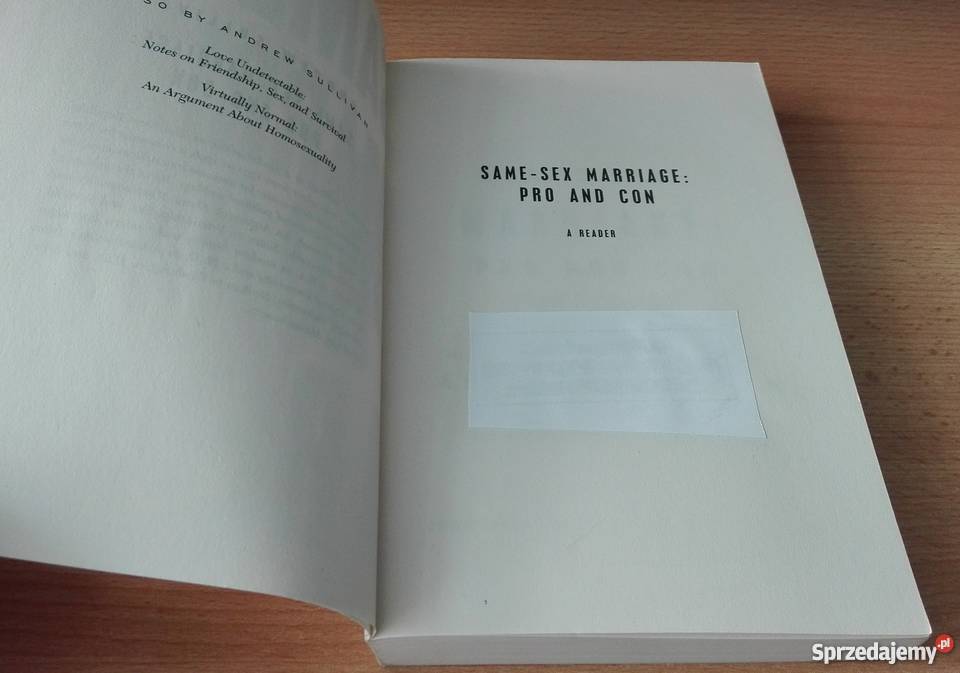 SO BY ANDREW SULLIVAN
Love Undetectable:
Notes on Friendship, Sex, and Survival
Virtually Normal:
An Argument About Homosexuality
SAME-SEX MARRIAGE:
PRO AND CON
A READER
Sprzedajemy.pl